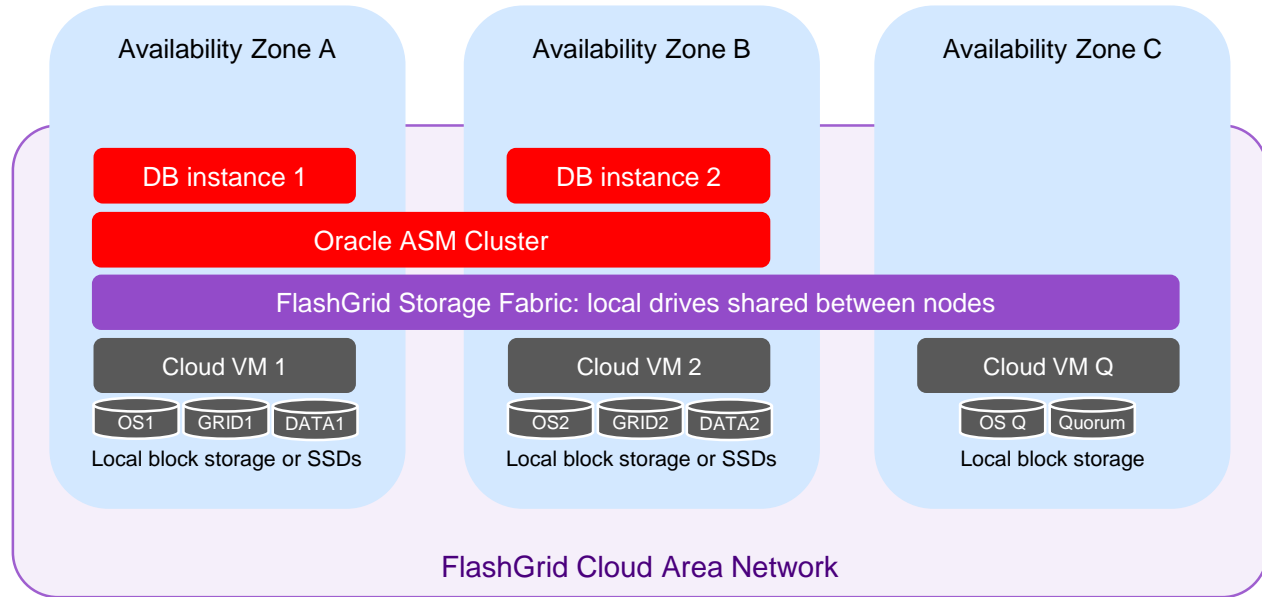 Availability Zone A
Availability Zone B
Availability Zone C
DB instance 1
DB instance 2
Oracle ASM Cluster
FlashGrid Storage Fabric: local drives shared between nodes
Cloud VM 1
Cloud VM 2
Cloud VM Q
OS1
GRID1
DATA1
OS2
GRID2
DATA2
OS Q
Quorum
Local block storage or SSDs
Local block storage or SSDs
Local block storage
FlashGrid Cloud Area Network